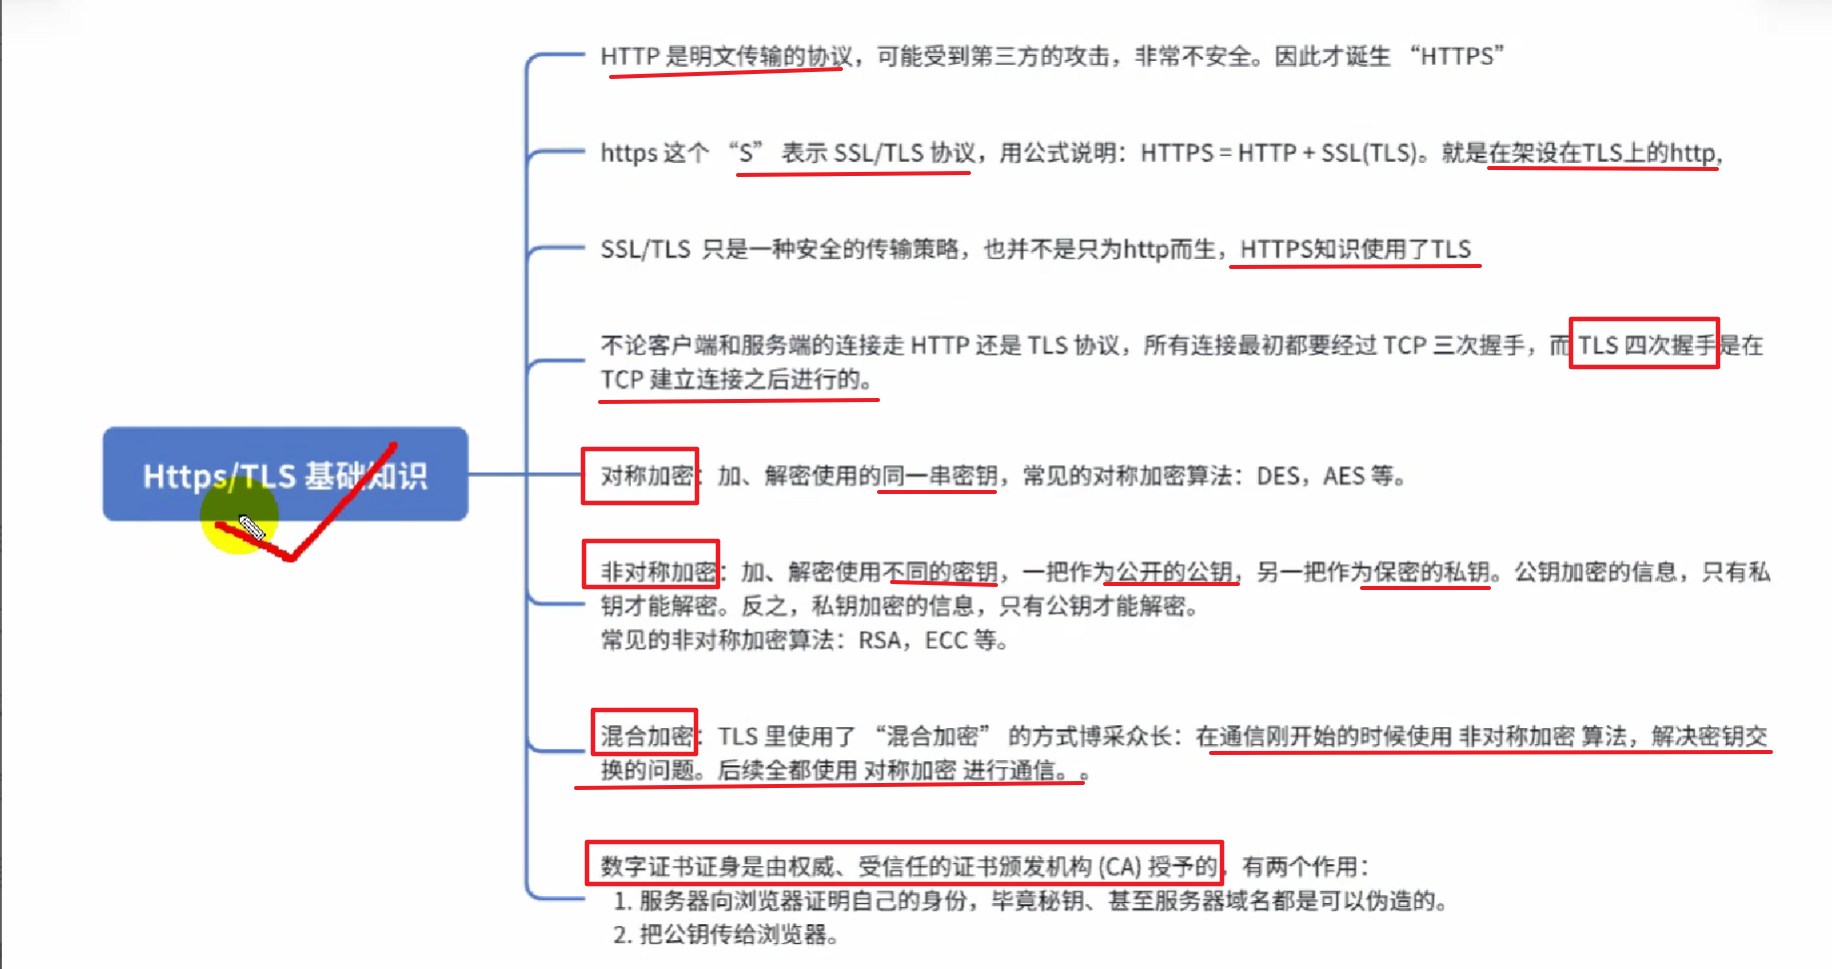 HTTP 是明文传输的协议，可能受到第三方的攻击，非常不安全。因此才诞生 “HTTPS”
https 这个 “S” 表示 SSL/TLS 协议，用公式说明：HTTPS = HTTP + SSL(TLS)。就是在架设在TLS上的http,
SSL/TLS 只是一种安全的传输策略，也并不是只为http而生，HTTPS知识使用了TLS
不论客户端和服务端的连接走 HTTP 还是 TLS 协议，所有连接最初都要经过 TCP 三次握手，而 TLS 四次握手是在
TCP 建立连接之后进行的。
Https/TLS 基础知识
对称加密：加、解密使用的同一串密钥，常见的对称加密算法：DES，AES 等。
非对称加密：加、解密使用不同的密钥，一把作为公开的公钥，另一把作为保密的私钥。公钥加密的信息，只有私
钥才能解密。反之，私钥加密的信息，只有公钥才能解密。
常见的非对称加密算法：RSA，ECC 等。
混合加密：TLS 里使用了 “混合加密” 的方式博采众长：在通信刚开始的时候使用 非对称加密 算法，解决密钥交
换的问题。后续全都使用 对称加密 进行通信。。
数字证书证身是由权威、受信任的证书颁发机构 (CA) 授予的，有两个作用：
1. 服务器向浏览器证明自己的身份，毕竟秘钥、甚至服务器域名都是可以伪造的。
2. 把公钥传给浏览器。